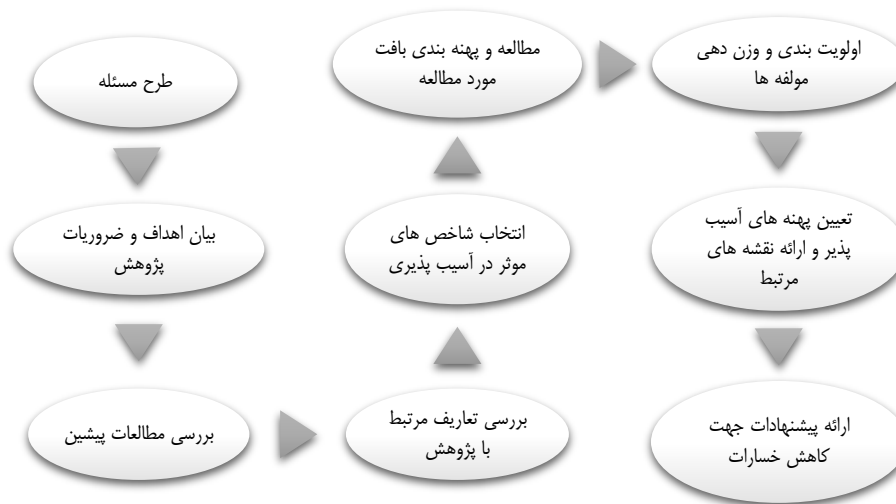 طرح مسئله
بیان اهداف و ضروریات
پژوهش
بررسی مطالعات پیشین
بررسی تعاریف مرتبط
با پژوهش
انتخاب شاخص های
موثر در آسیب پذیری
مطالعه و پهنه بندی بافت
مورد مطالعه
اولویت بندی و وزن دهی
مولفه ها
تعیین پهنه های آسیب
پذیر و ارائه نقشه های
مرتبط
ارائه پیشنهادات جهت
کاهش خسارات